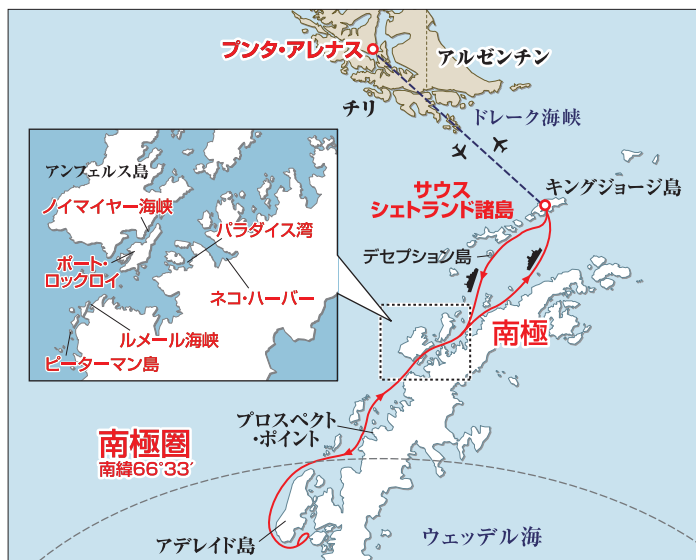 プンタ・アレナス
アルゼンチン
チリ
ドレーク海峡
キングジョージ島
サウス
シェトランド諸島
デセプション島
アンフェルス島
ノイマイヤー海峡
パラダイス湾
ポート・
ロックロイ
ネコ・ハーバー
ルメール海峡
ピーターマン島
南極
プロスペクト
・ポイント
南極圏
南緯66°33′
アデレイド島
ウェッデル海